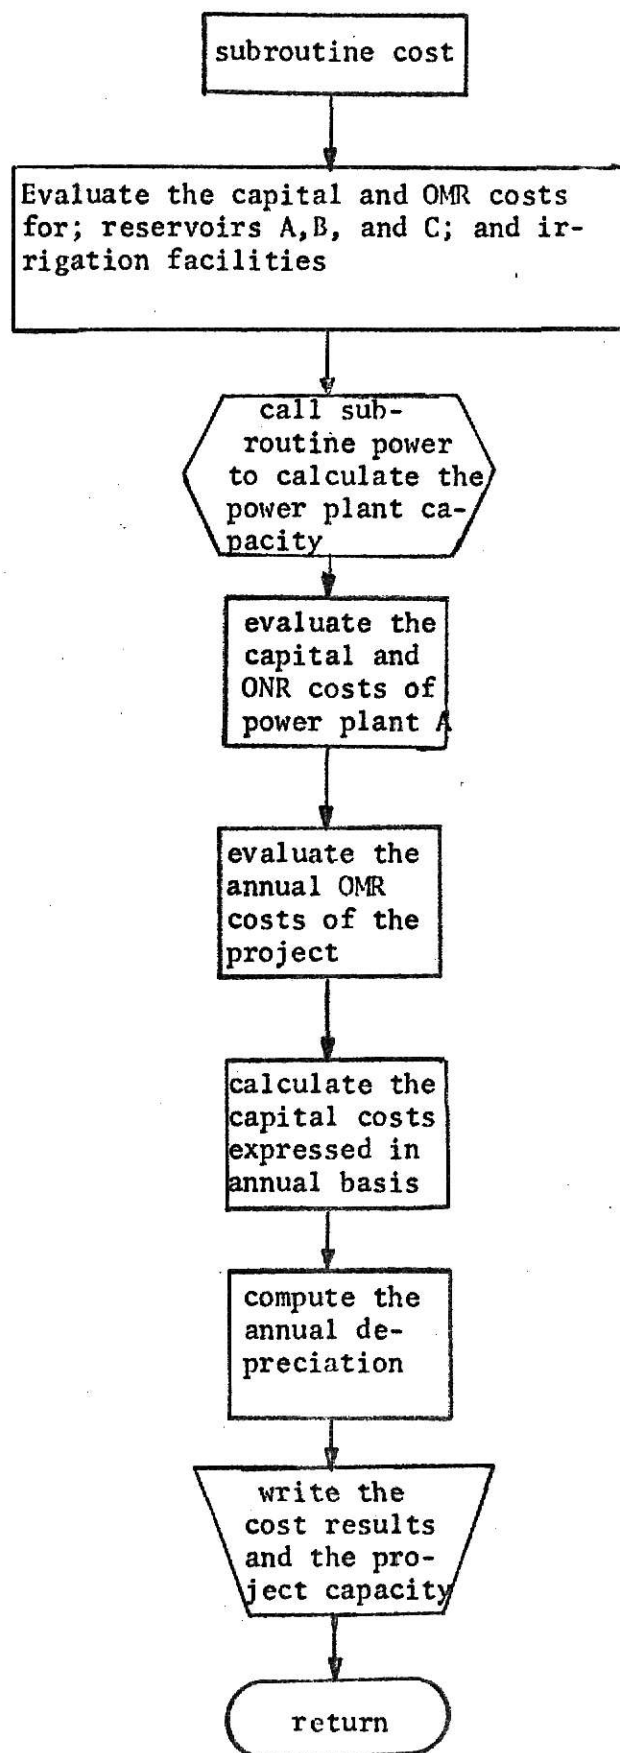 subroutine cost
Evaluate the capital and OMR costs
for; reservoirs A,B, and C; and ir-
rigation facilities
call sub-
routine power
to calculate the
power plant ca-
pacity
evaluate the
capital and
ONR costs of
power plant A
evaluate the
annual OMR
costs of the
project
calculate the
capital costs
expressed in
annual basis
compute the
annual de-
preciation
write the
cost results
and the pro-
ject capacity
return